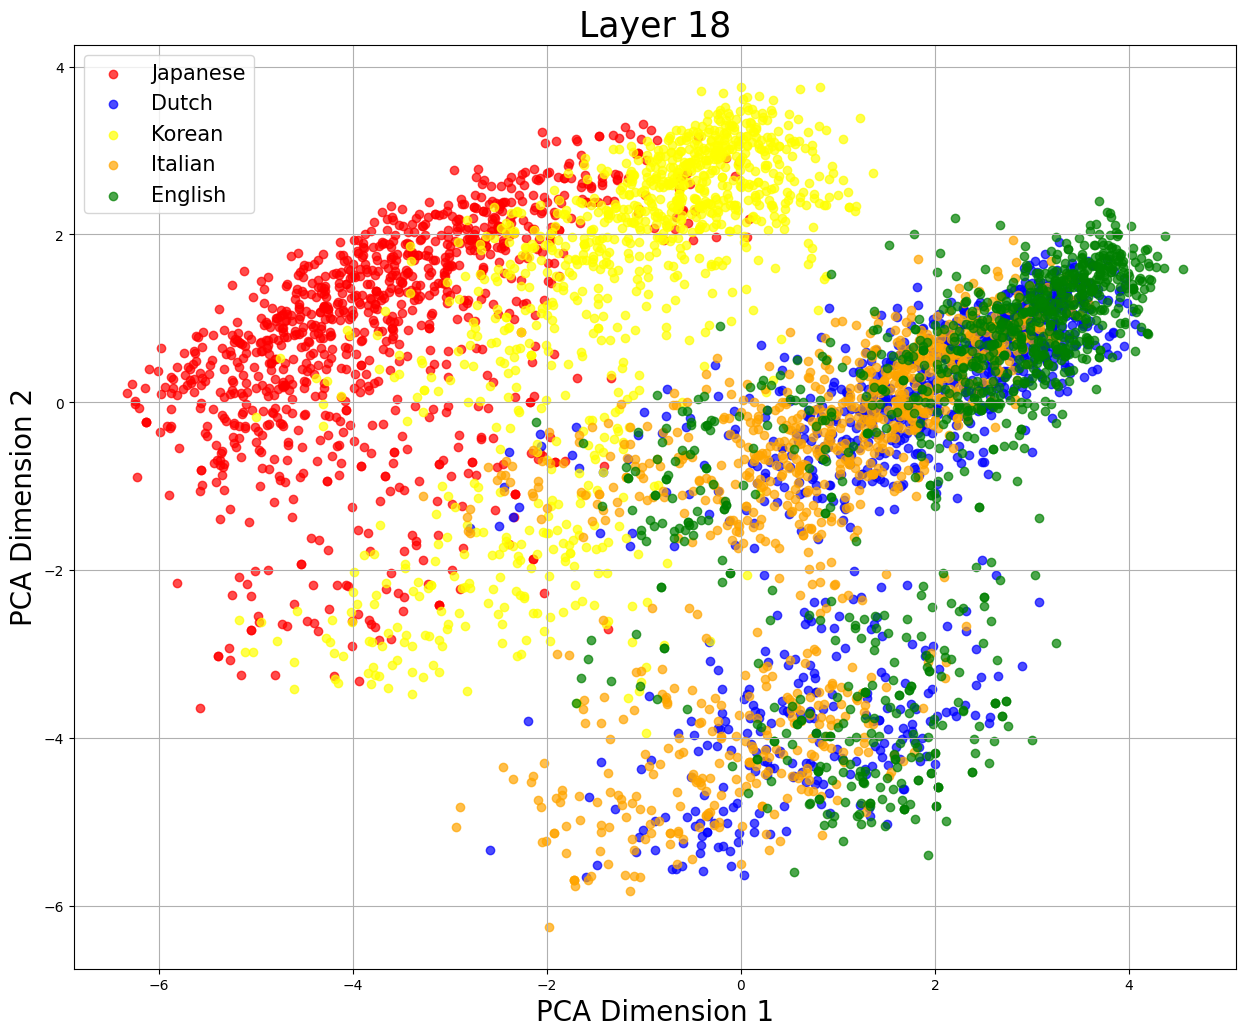 Layer 18
Japanese
Dutch
Korean
Italian
English
4
2
0
−2
−4
−6
PCA Dimension 2
−6 −4 −2 0 2 4
PCA Dimension 1